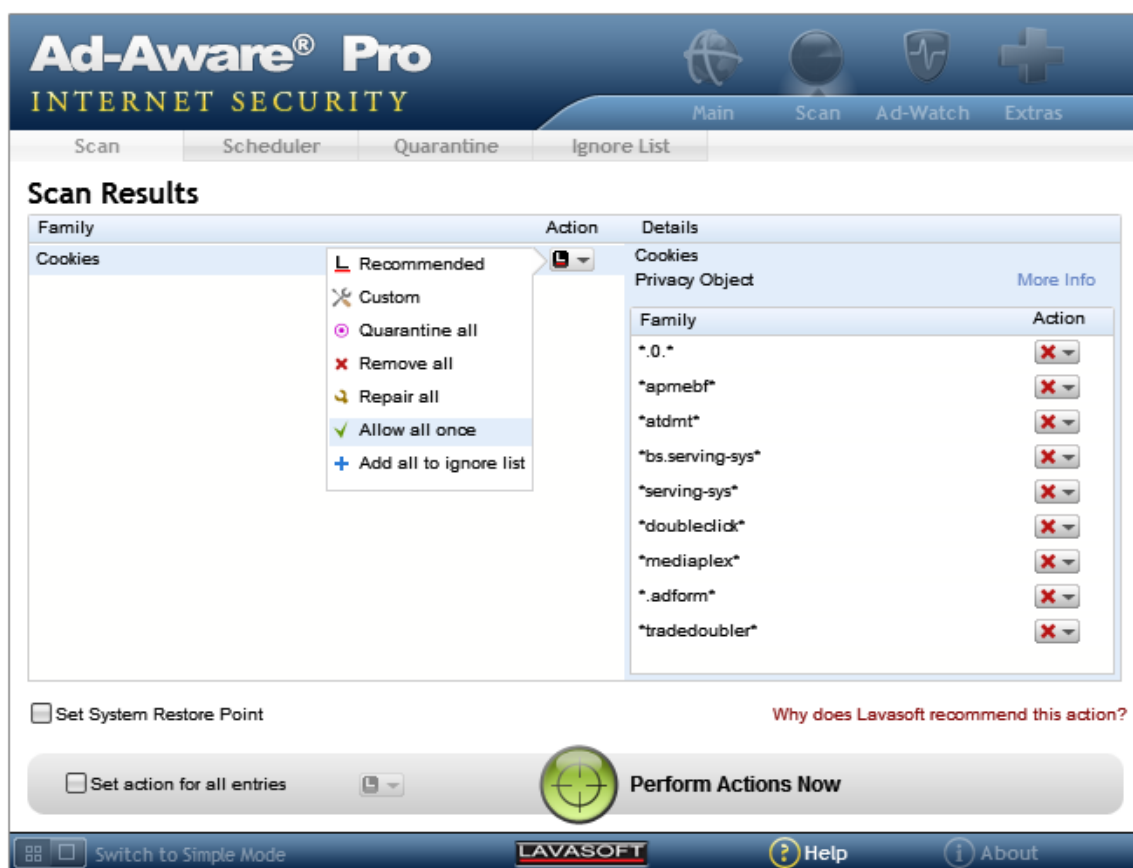 Ad-Aware® Pro
INTERNET SECURITY
Main Scan Ad-Watch Extras
Scan Scheduler Quarantine Ignore List
Scan Results
Family Action Details
Cookies
Recommended
Custom
Quarantine all
Remove all
Repair all
Allow all once
Add all to ignore list
Cookies
Privacy Object More Info
Family Action
*.0.*
*apmebf*
*atdmt*
*bs.serving-sys*
*serving-sys*
*doubleclick*
*mediaplex*
*.adform*
*tradedoubler*
Set System Restore Point Why does Lavasoft recommend this action?
Set action for all entries Perform Actions Now
Switch to Simple Mode LAVASOFT Help About